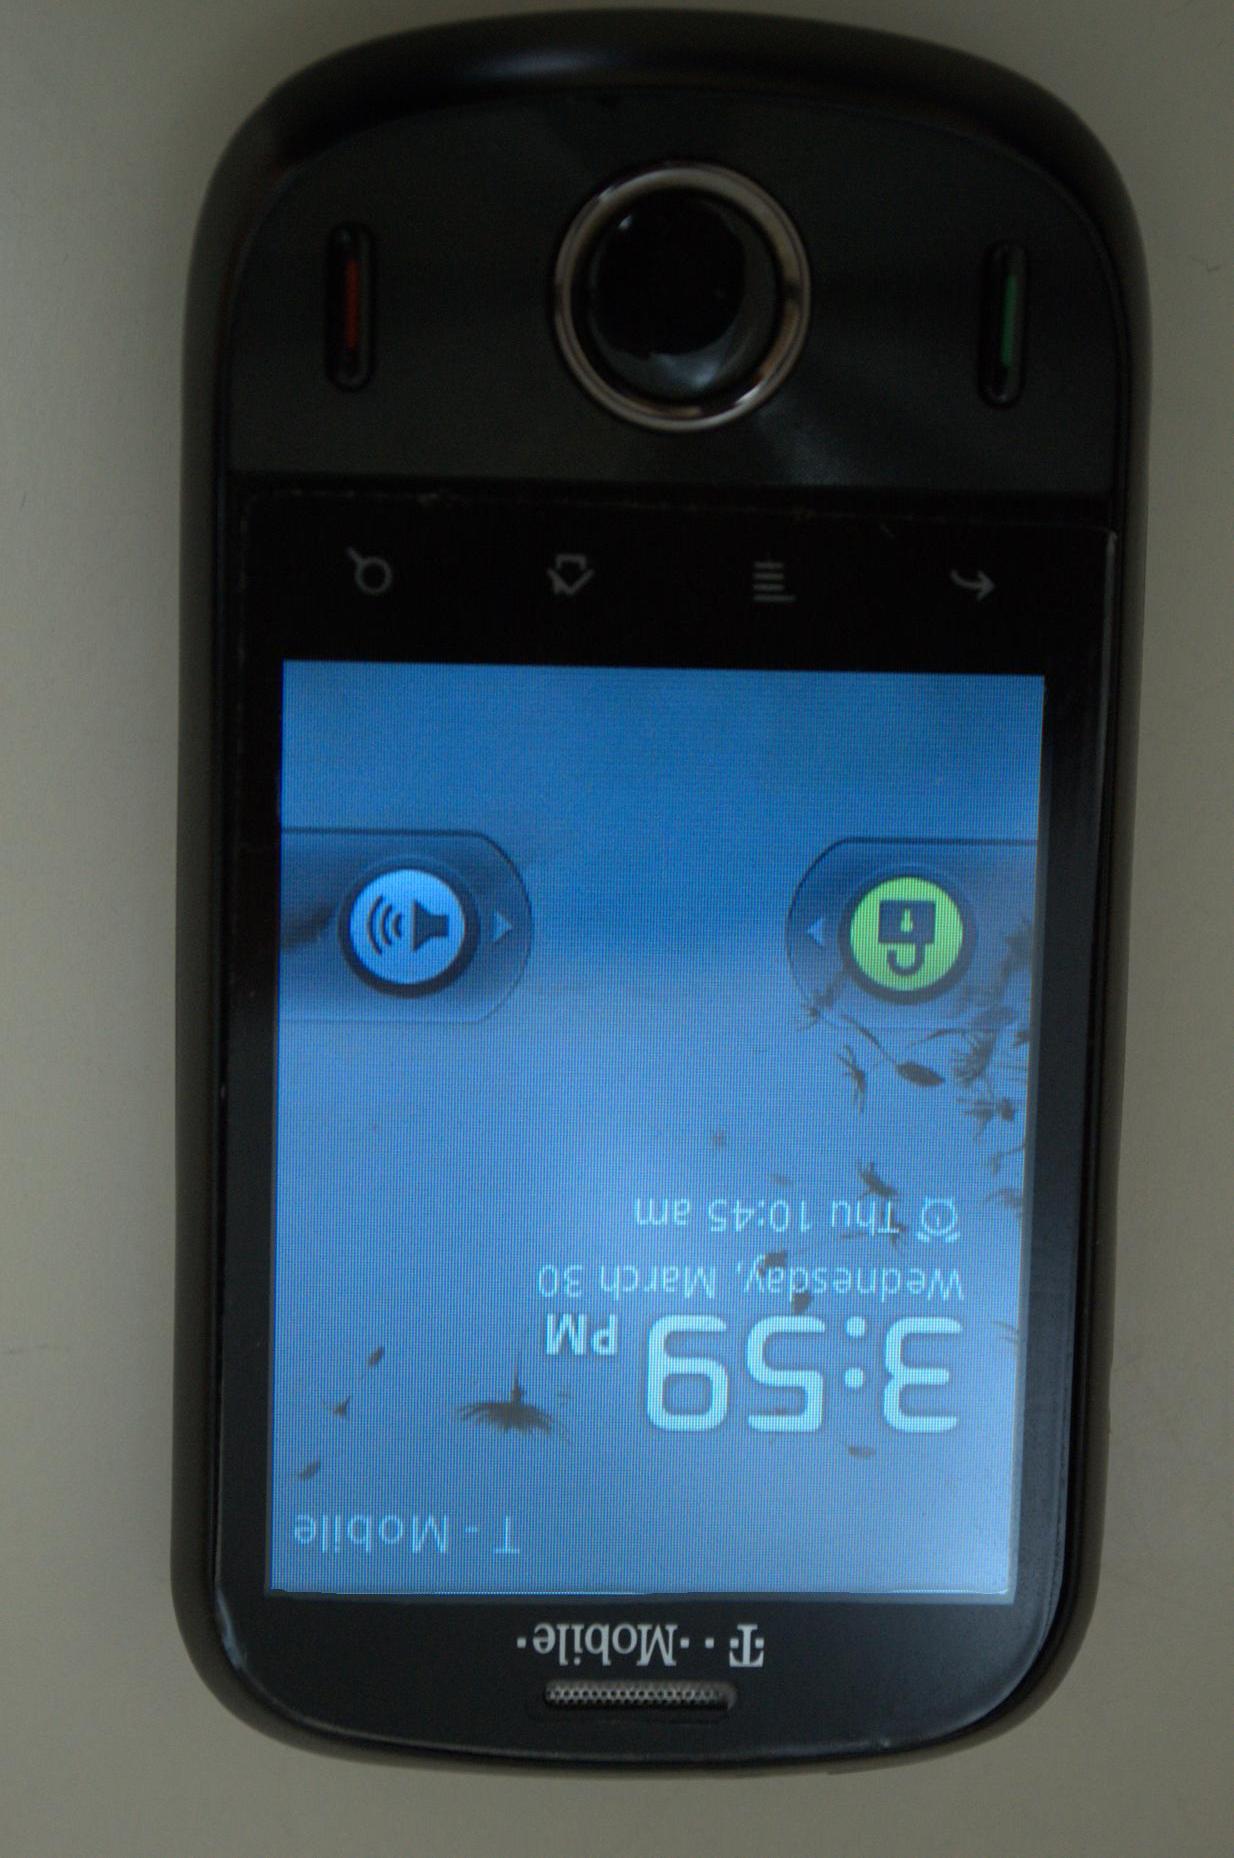 T··Mobile·
T - Mobile
3:59 PM
Wednesday, March 30
Thu 10:45 am